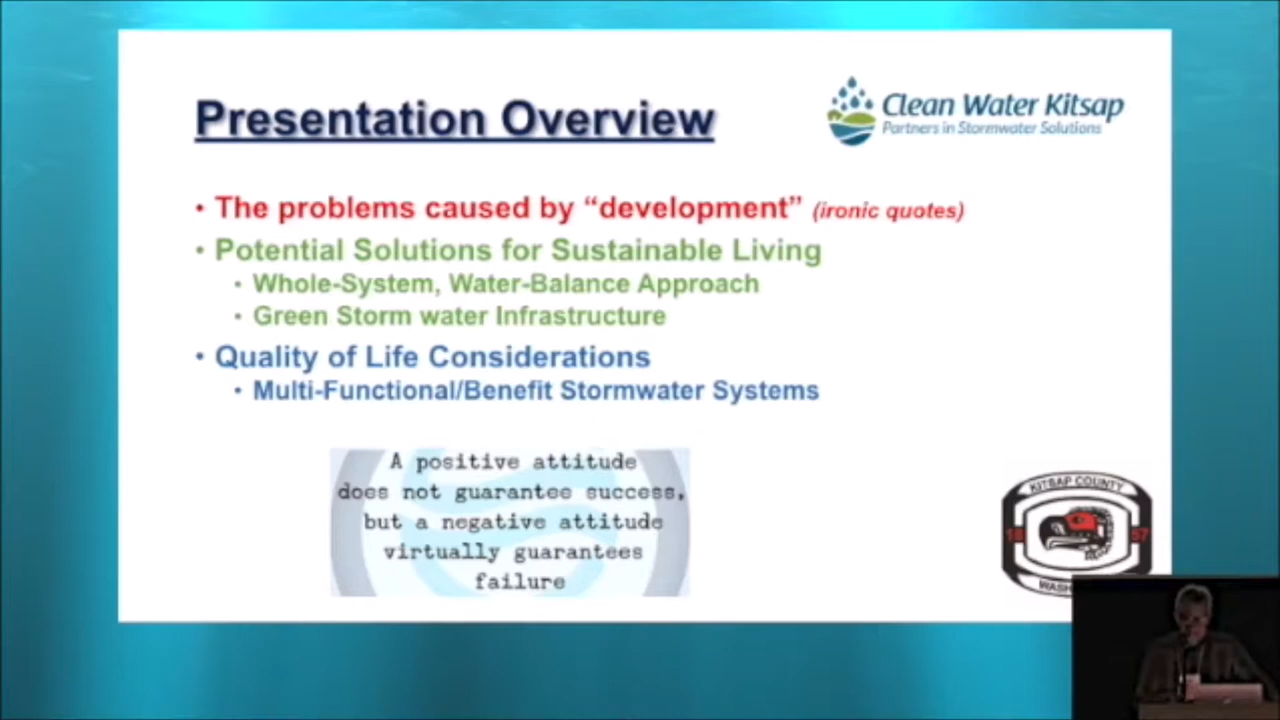 Presentation Overview
Clean Water Kitsap
Partners in Stormwater Solutions
• The problems caused by “development” (ironic quotes)
• Potential Solutions for Sustainable Living
• Whole-System, Water-Balance Approach
• Green Storm water Infrastructure
• Quality of Life Considerations
• Multi-Functional/Benefit Stormwater Systems
A positive attitude
does not guarantee success,
but a negative attitude
virtually guarantees
failure
KITSAP COUNTY
18 57